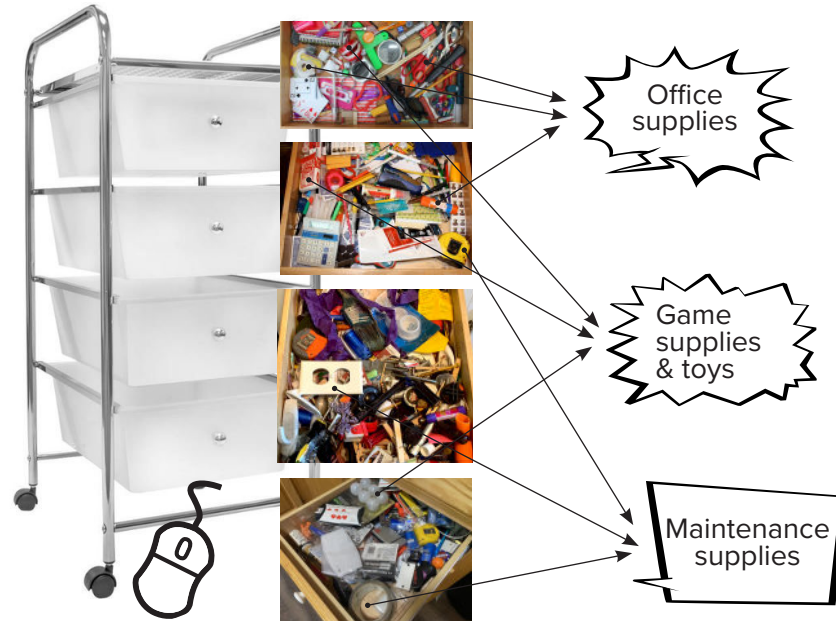 Office
supplies
Game
supplies
& toys
Maintenance
supplies